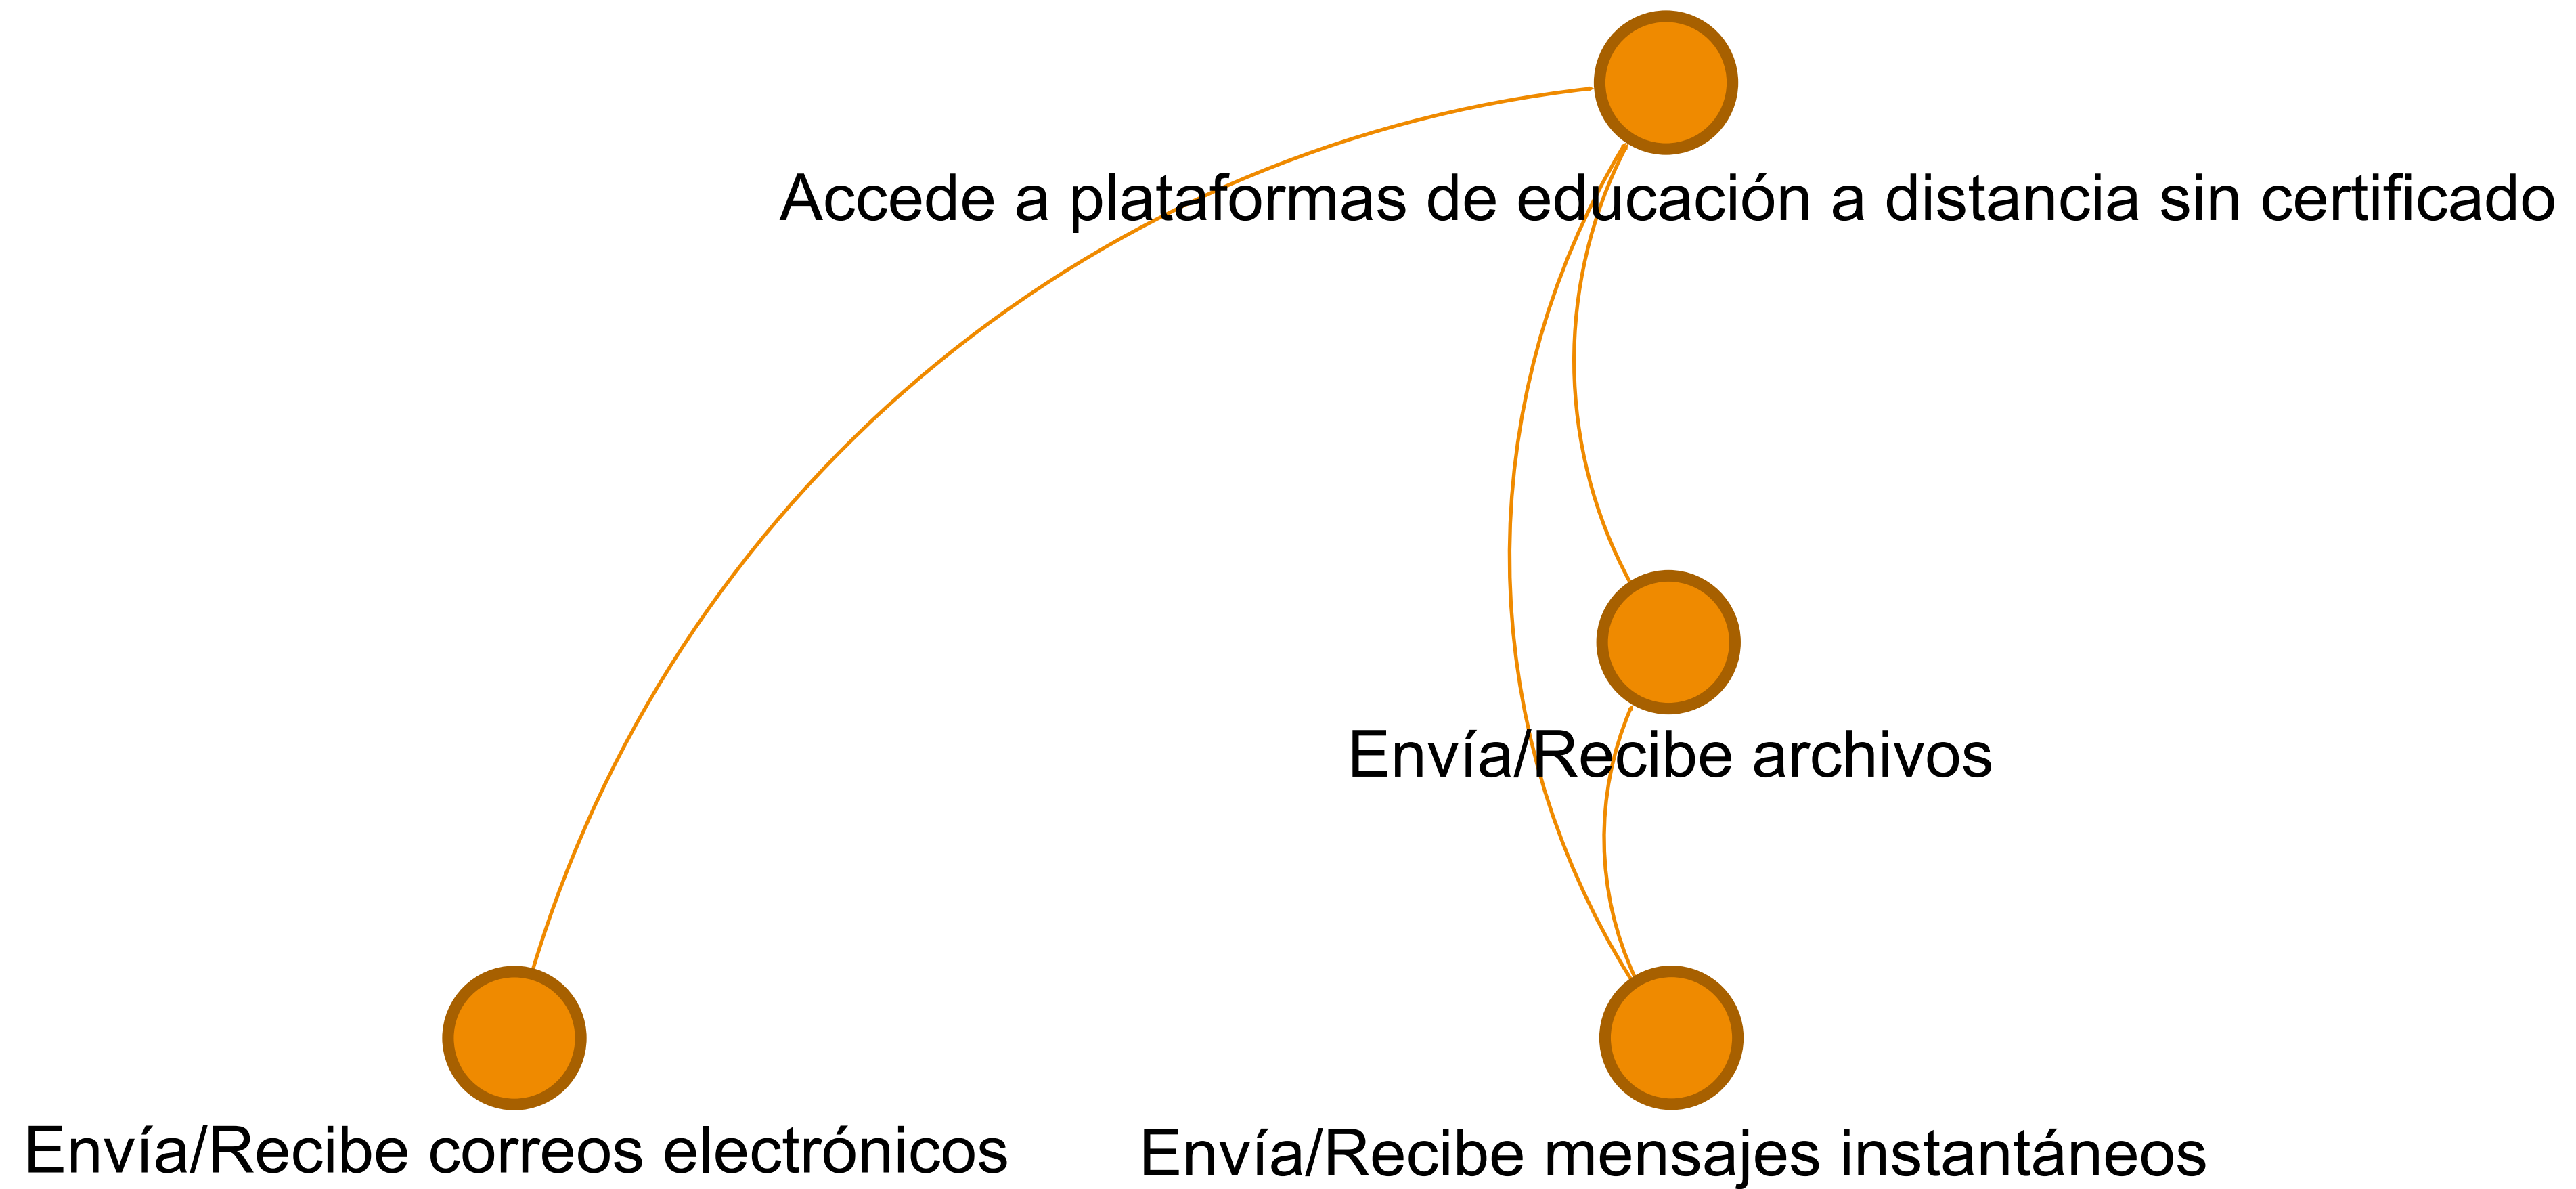 Accede a plataformas de educación a distancia sin certificado
Envía/Recibe archivos
Envía/Recibe correos electrónicos
Envía/Recibe mensajes instantáneos